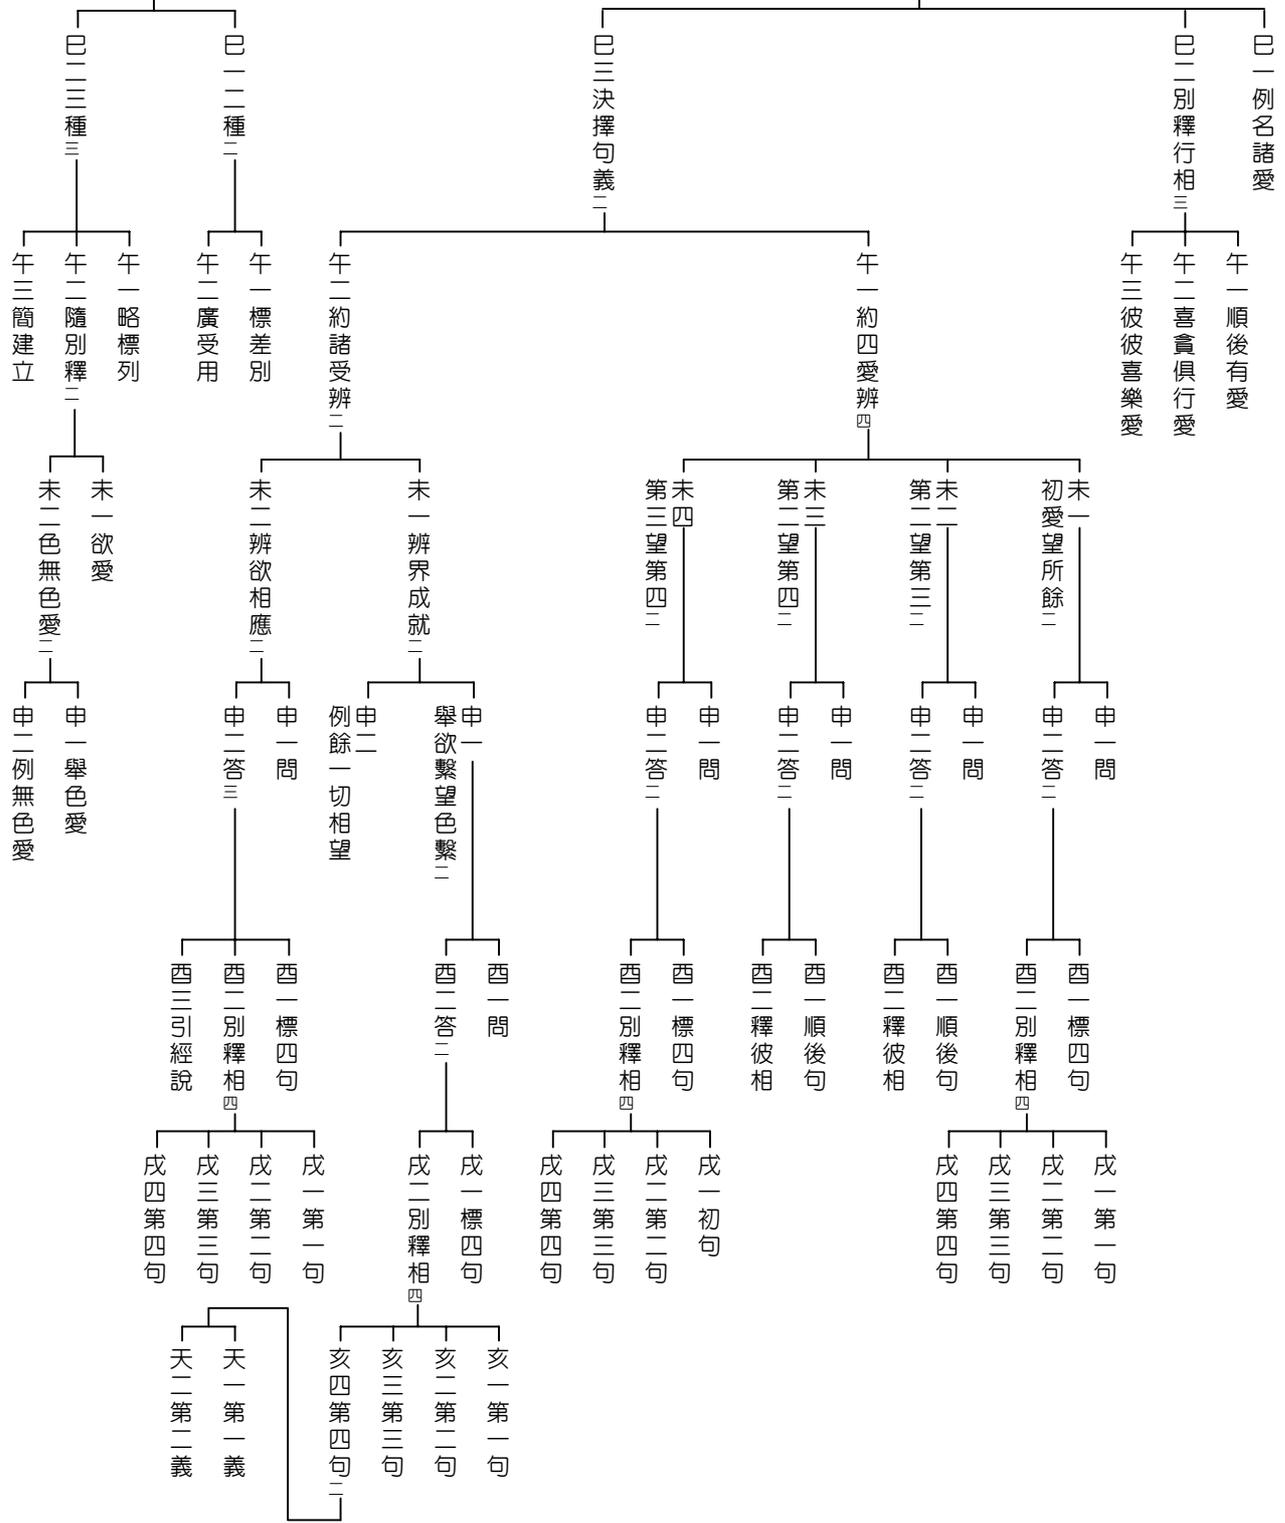 巳一例名諸愛
巳二別釋行相三
午一順後有愛
午二喜貪俱行愛
午三彼彼喜樂愛
巳三決擇句義二
午一約四愛辨四
未一
初愛望所餘二
申一問
申二答二
酉一標四句
酉二別釋相四
戌一第一句
戌二第二句
戌三第三句
戌四第四句
未二
第二望第三二
申一問
申二答二
酉一順後句
酉二釋彼相
未三
第二望第四二
申一問
申二答二
酉一順後句
酉二釋彼相
未四
第三望第四二
申一問
申二答二
酉一標四句
酉二別釋相四
戌一初句
戌二第二句
戌三第三句
戌四第四句
午二約諸受辨二
未一辨界成就二
申一
舉欲繫望色繫二
酉一問
酉二答二
戌一標四句
戌二別釋相四
亥一第一句
亥二第二句
亥三第三句
亥四第四句二
天一第一義
天二第二義
申二
例餘一切相望
未二辨欲相應二
申一問
申二答三
酉一標四句
酉二別釋相四
戌一第一句
戌二第二句
戌三第三句
戌四第四句
酉三引經說
巳一二種二
午一標差別
午二廣受用
巳二三種三
午一略標列
午二隨別釋二
未一欲愛
未二色無色愛二
申一舉色愛
申二例無色愛
午三簡建立